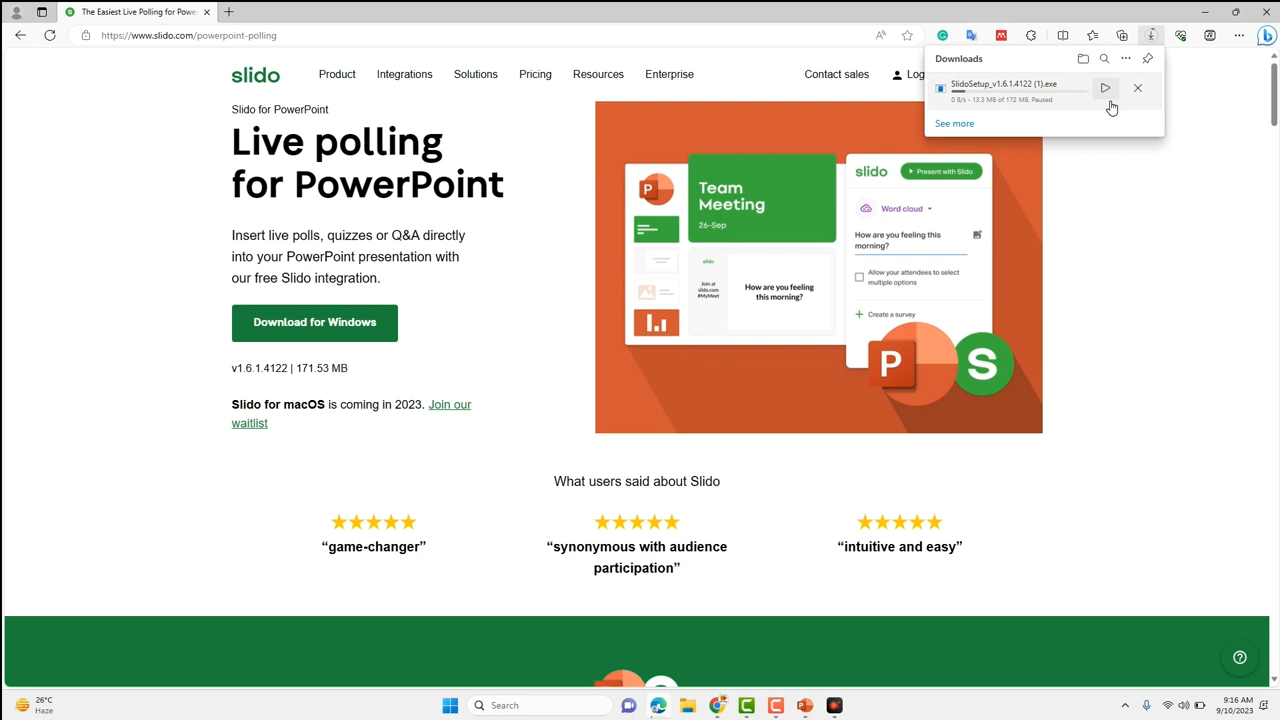 The Easiest Live Polling for Powe
https://www.slido.com/powerpoint-polling
Downloads
SlidoSetup_v1.6.1.4122 (1).exe
0 B/s - 13.3 MB of 172 MB, Paused
See more
slido
Product
Integrations
Solutions
Pricing
Resources
Enterprise
Contact sales
Log
Slido for PowerPoint
Live polling
for PowerPoint
Insert live polls, quizzes or Q&A directly
into your PowerPoint presentation with
our free Slido integration.
Download for Windows
v1.6.1.4122 | 171.53 MB
Slido for macOS is coming in 2023. Join our
waitlist
P
Team
Meeting
26-Sep
slido
Join at
slido.com
#MyMeet
How are you feeling
this morning?
slido
Present with Slido
Word cloud
How are you feeling this
morning?
Allow your attendees to select
multiple options
Create a survey
P
S
What users said about Slido
“game-changer”
“synonymous with audience
participation”
“intuitive and easy”
26°C
Haze
Search
9:16 AM
9/10/2023